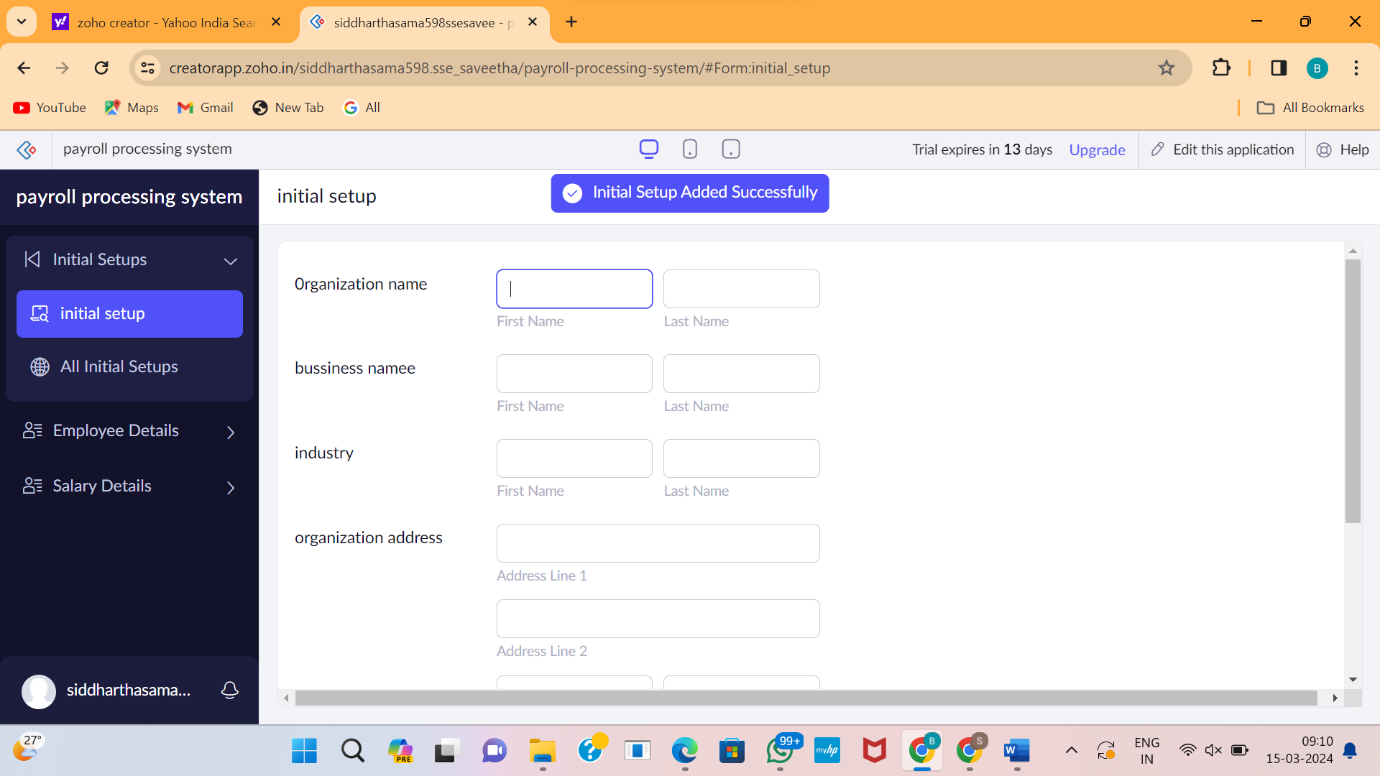 zoho creator - Yahoo India Sear
siddharthasama598ssesavee - p
creatorapp.zoho.in/siddharthasama598.sse_saveetha/payroll-processing-system/#Form:initial_setup
B
YouTube
Maps
Gmail
New Tab
All
All Bookmarks
payroll processing system
Trial expires in 13 days
Upgrade
Edit this application
Help
payroll processing system
initial setup
Initial Setup Added Successfully
Initial Setups
initial setup
All Initial Setups
Employee Details
Salary Details
siddharthasama...
0rganization name
First Name
Last Name
bussiness namee
First Name
Last Name
industry
First Name
Last Name
organization address
Address Line 1
Address Line 2
27°
PRE
99+
myhp
B
S
W
ENG
IN
09:10
15-03-2024